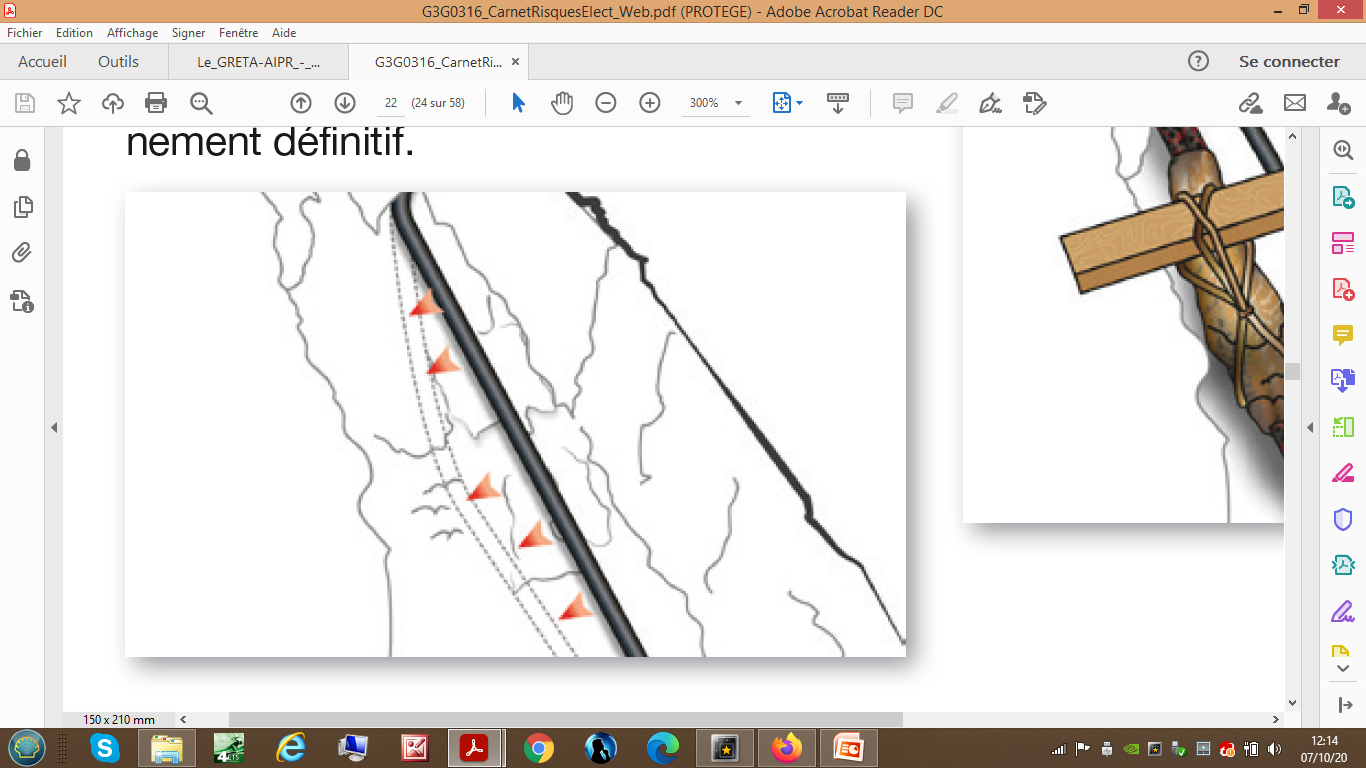 G3G0316_CarnetRisquesElect_Web.pdf (PROTEGE) - Adobe Acrobat Reader DC
Fichier Edition Affichage Signer Fenêtre Aide
Accueil Outils Le_GRETA-AIPR_-_... G3G0316_CarnetRi... × Se connecter
22 (24 sur 58) 300%
nement définitif.
150 x 210 mm
12:14
07/10/20